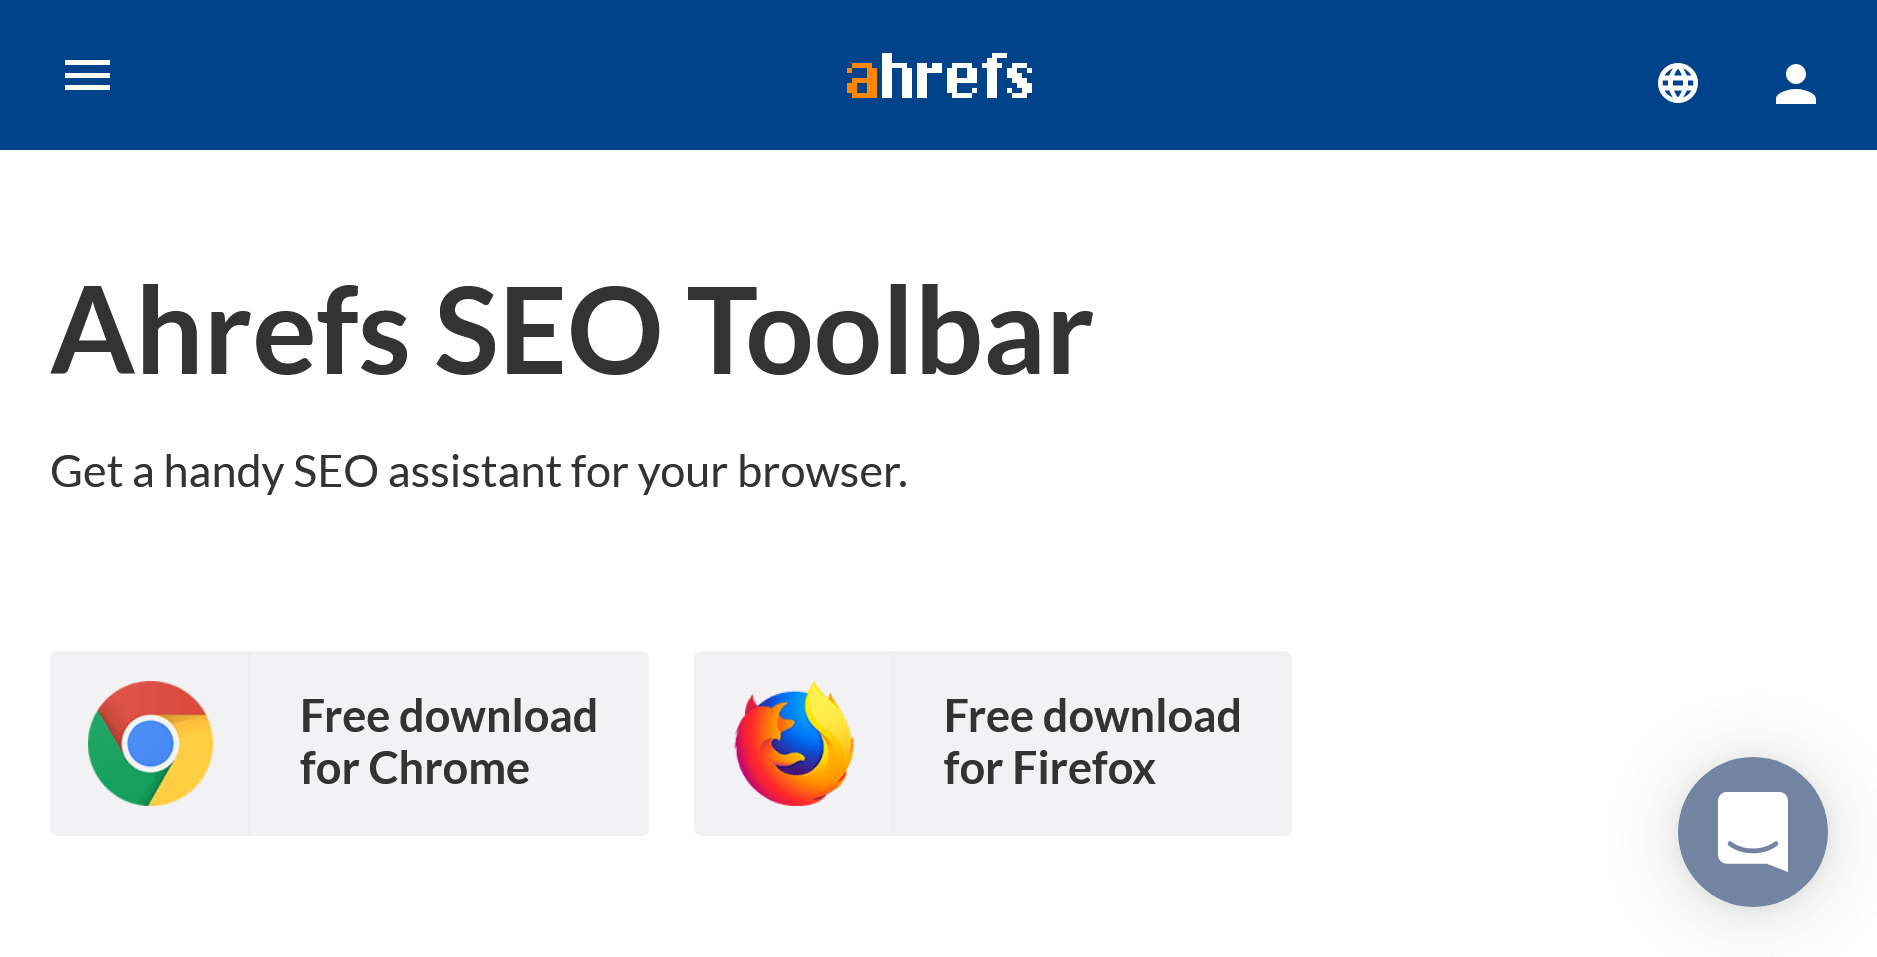 ahrefs
Ahrefs SEO Toolbar
Get a handy SEO assistant for your browser.
Free download
for Chrome
Free download
for Firefox